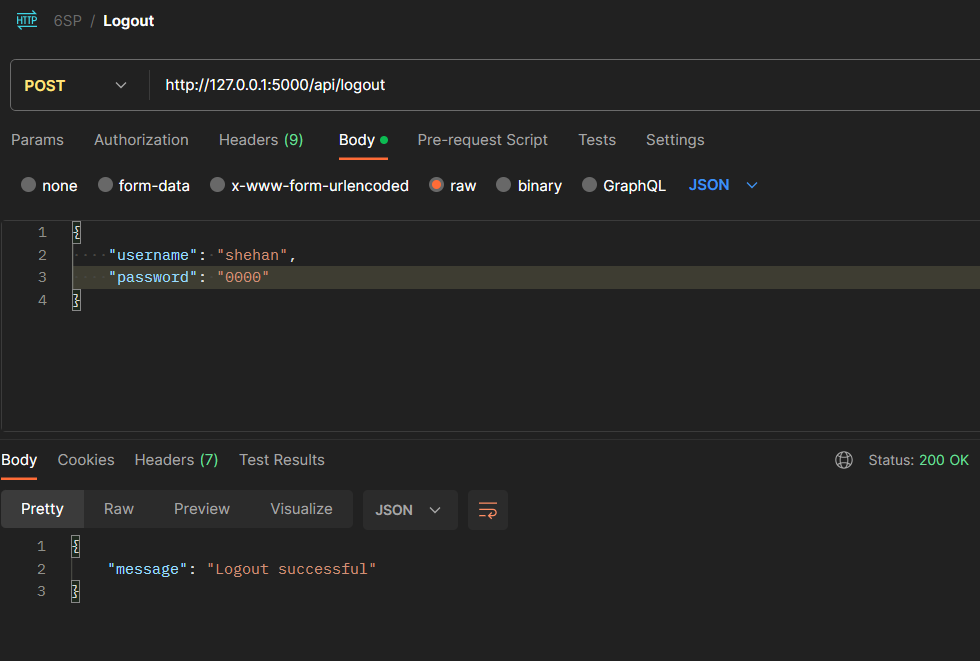 HTTP 6SP / Logout
POST http://127.0.0.1:5000/api/logout
Params Authorization Headers (9) Body Pre-request Script Tests Settings
none form-data x-www-form-urlencoded raw binary GraphQL JSON
1 {
2 "username": "shehan",
3 "password": "0000"
4 }
Body Cookies Headers (7) Test Results Status: 200 OK
Pretty Raw Preview Visualize JSON
1 {
2 "message": "Logout successful"
3 }